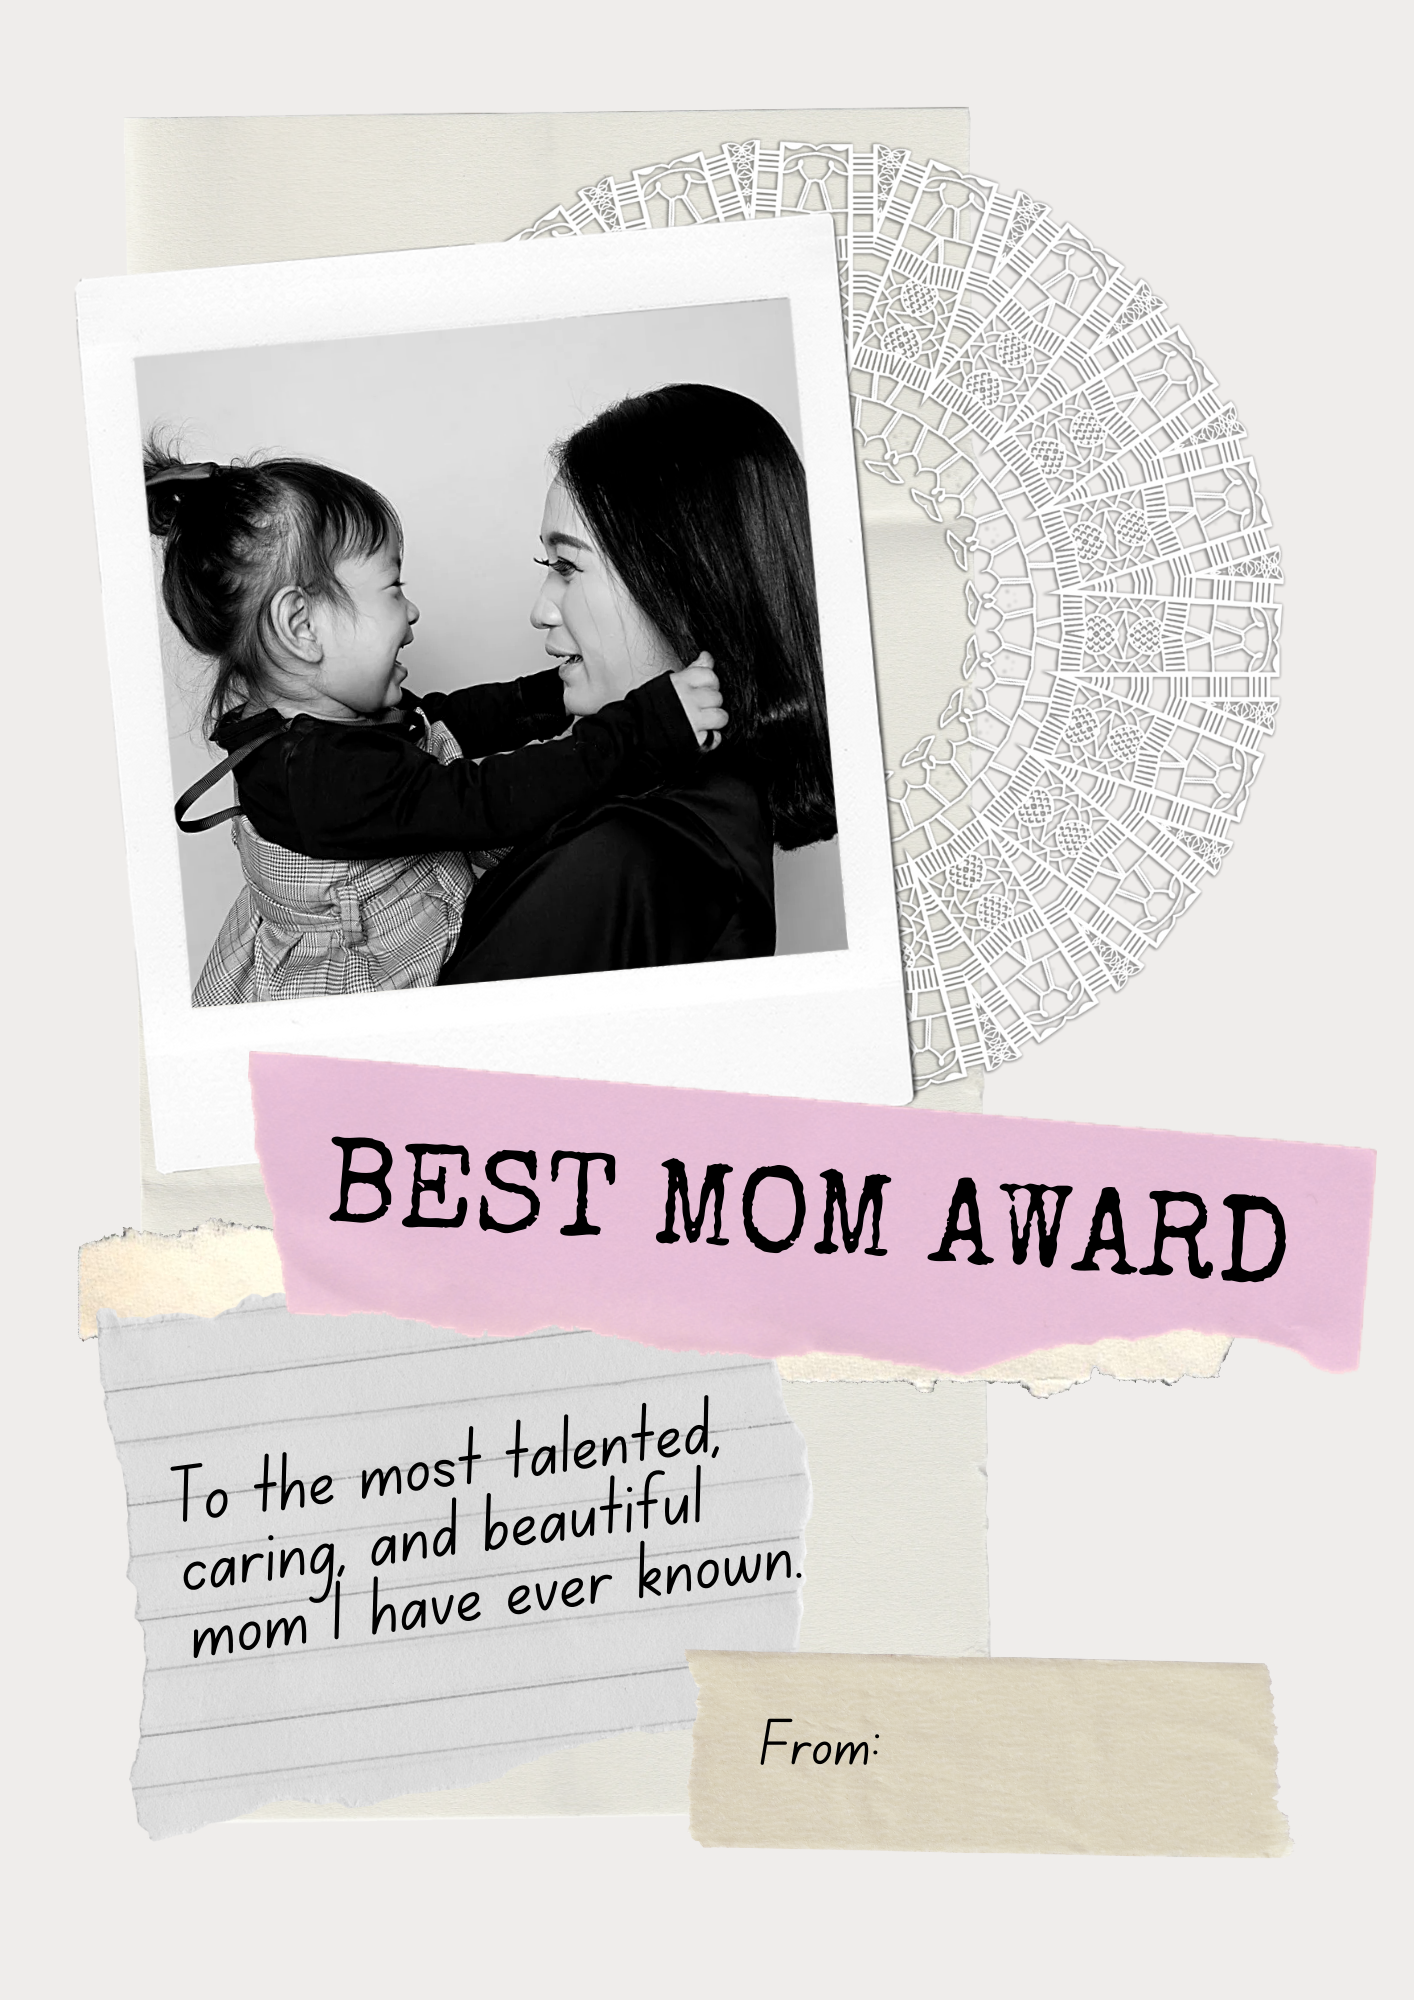 BEST MOM AWARD
To the most talented,
caring, and beautiful
mom I have ever known.
From: